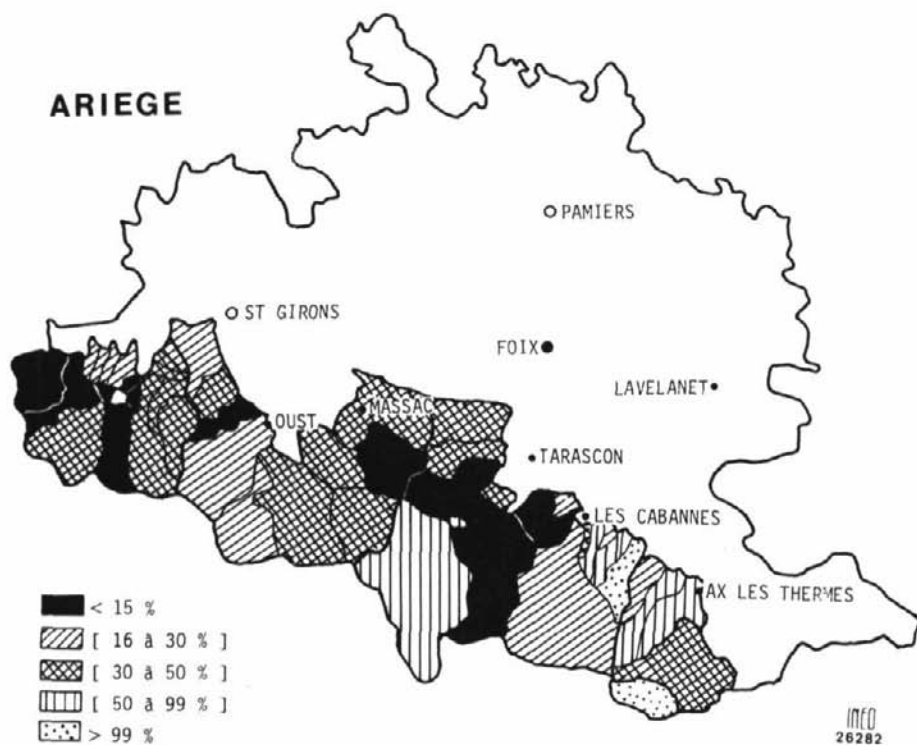 ARIEGE
PAMIERS
ST GIRONS
FOIX
LAVELANET
MASSAC
OUST
TARASCON
LES CABANNES
AX LES THERMES
< 15 %
[ 16 à 30 % ]
[ 30 à 50 % ]
[ 50 à 99 % ]
> 99 %
26282